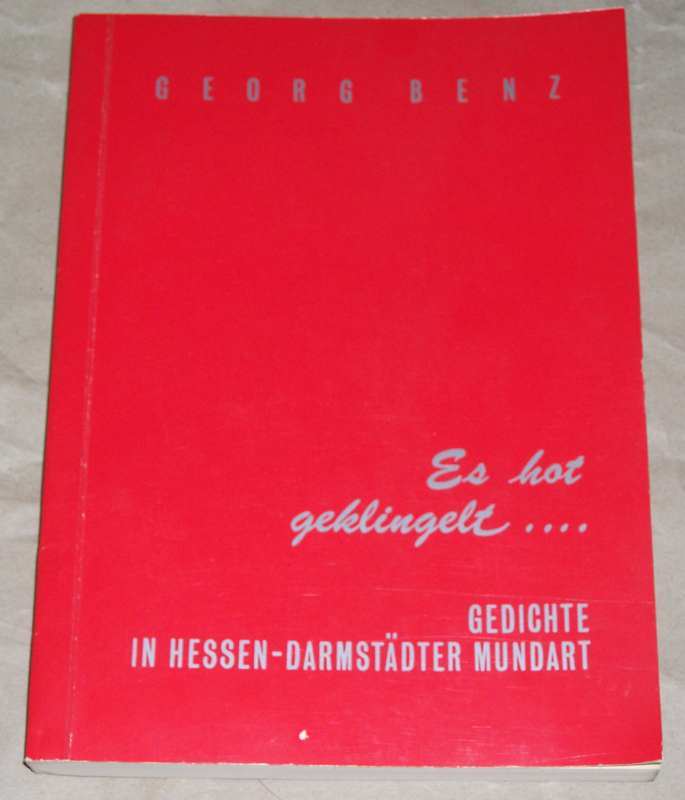 GEORG BENZ
Es hot
geklingelt ....
GEDICHTE
IN HESSEN-DARMSTÄDTER MUNDART